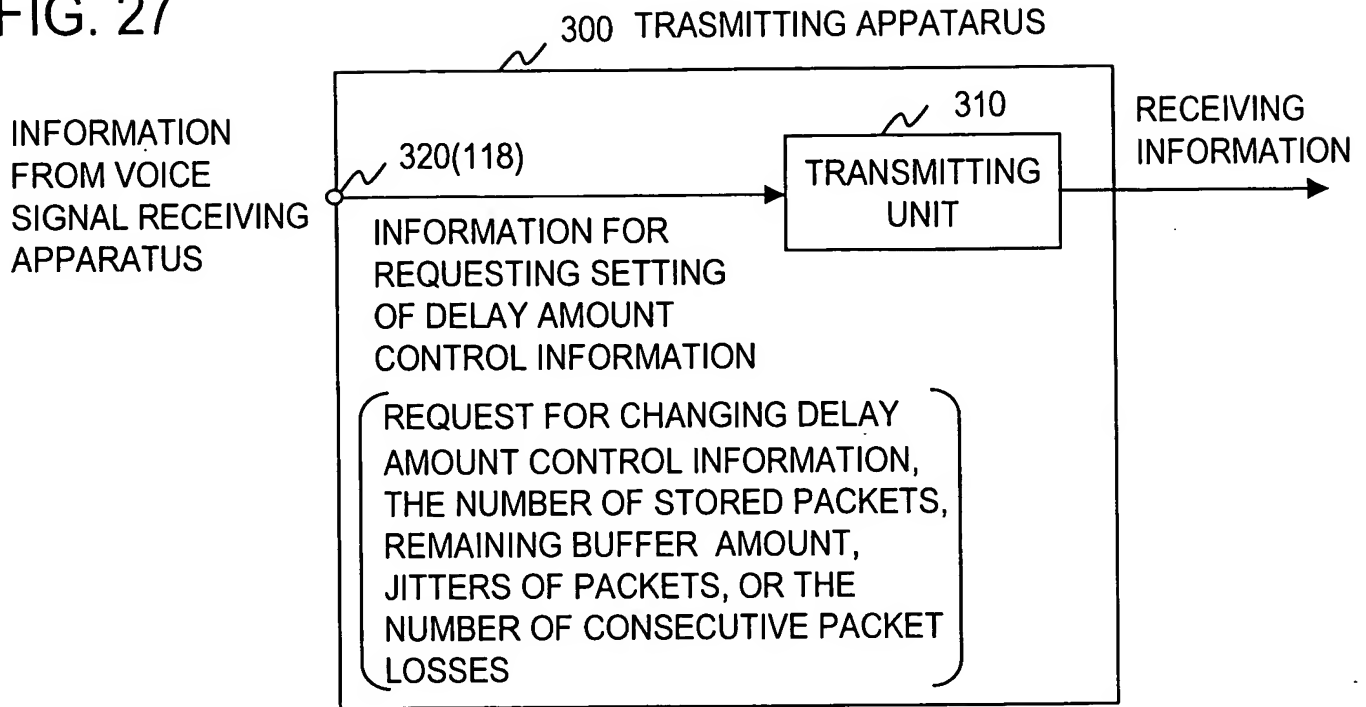 FIG. 27
300 TRASMITTING APPATARUS
INFORMATION
FROM VOICE
SIGNAL RECEIVING
APPARATUS
320(118)
310
TRANSMITTING
UNIT
RECEIVING
INFORMATION
INFORMATION FOR
REQUESTING SETTING
OF DELAY AMOUNT
CONTROL INFORMATION
REQUEST FOR CHANGING DELAY
AMOUNT CONTROL INFORMATION,
THE NUMBER OF STORED PACKETS,
REMAINING BUFFER AMOUNT,
JITTERS OF PACKETS, OR THE
NUMBER OF CONSECUTIVE PACKET
LOSSES